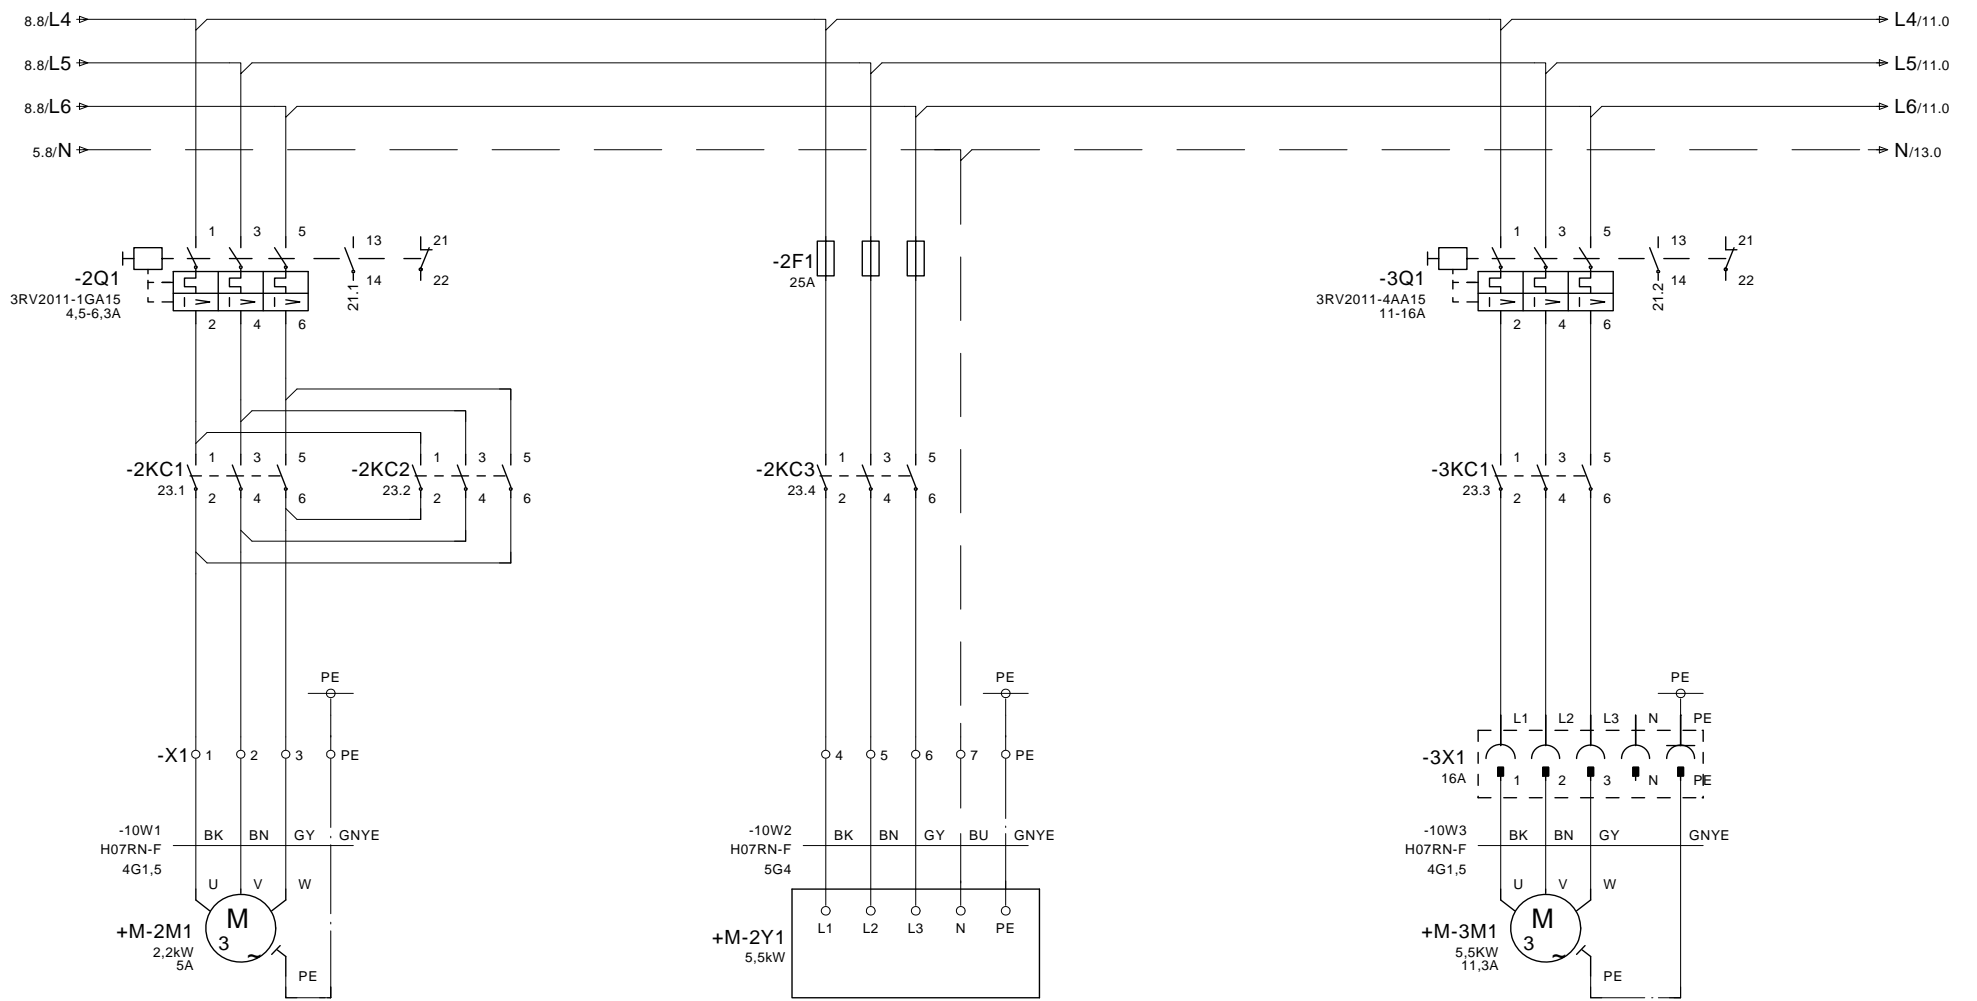 8.8/L4
L4/11.0
8.8/L5
L5/11.0
8.8/L6
L6/11.0
5.8/N
N/13.0
1 3 5 13 21
-2Q1
3RV2011-1GA15
4,5-6,3A
14 22
21.1
2 4 6
-2F1
25A
1 3 5 13 21
-3Q1
3RV2011-4AA15
11-16A
14 22
21.2
2 4 6
1 3 5
-2KC1
23.1
2 4 6
1 3 5
-2KC2
23.2
2 4 6
1 3 5
-2KC3
23.4
2 4 6
1 3 5
-3KC1
23.3
2 4 6
PE
PE
PE
-X1 1 2 3 PE
4 5 6 7 PE
L1 L2 L3 N PE
-3X1
16A
1 2 3 N PE
-10W1
H07RN-F
4G1,5
BK BN GY GNYE
-10W2
H07RN-F
5G4
BK BN GY BU GNYE
-10W3
H07RN-F
4G1,5
BK BN GY GNYE
U V W
M
3
~
+M-2M1
2,2kW
5A
PE
L1 L2 L3 N PE
+M-2Y1
5,5kW
U V W
M
3
~
+M-3M1
5,5KW
11,3A
PE